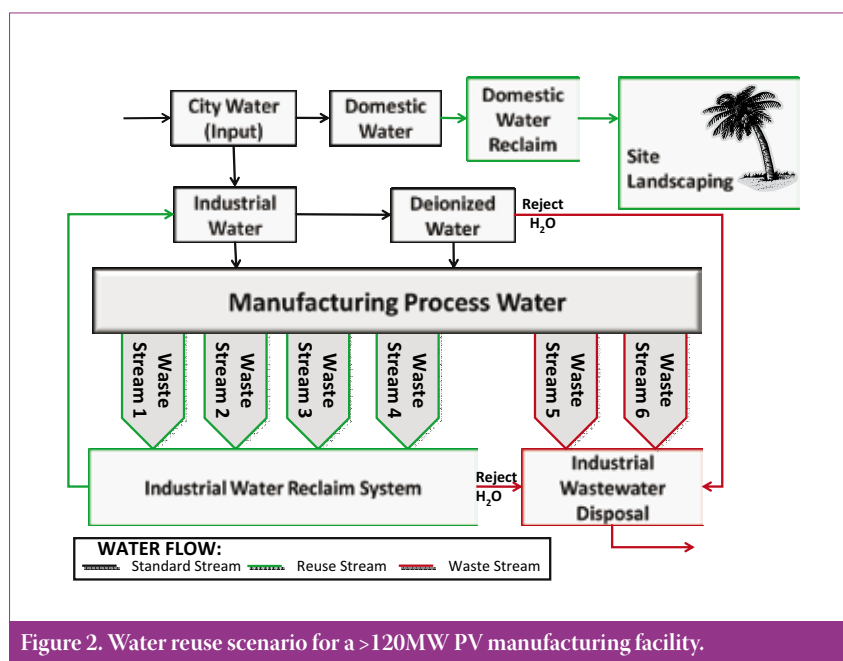 City Water
(Input)
Domestic
Water
Domestic
Water
Reclaim
Site
Landscaping
Industrial
Water
Deionized
Water
Reject
H₂O
Manufacturing Process Water
Waste
Stream 1
Waste
Stream 2
Waste
Stream 3
Waste
Stream 4
Waste
Stream 5
Waste
Stream 6
Industrial Water Reclaim System
Reject
H₂O
Industrial
Wastewater
Disposal
WATER FLOW:
Standard Stream
Reuse Stream
Waste Stream
Figure 2. Water reuse scenario for a >120MW PV manufacturing facility.